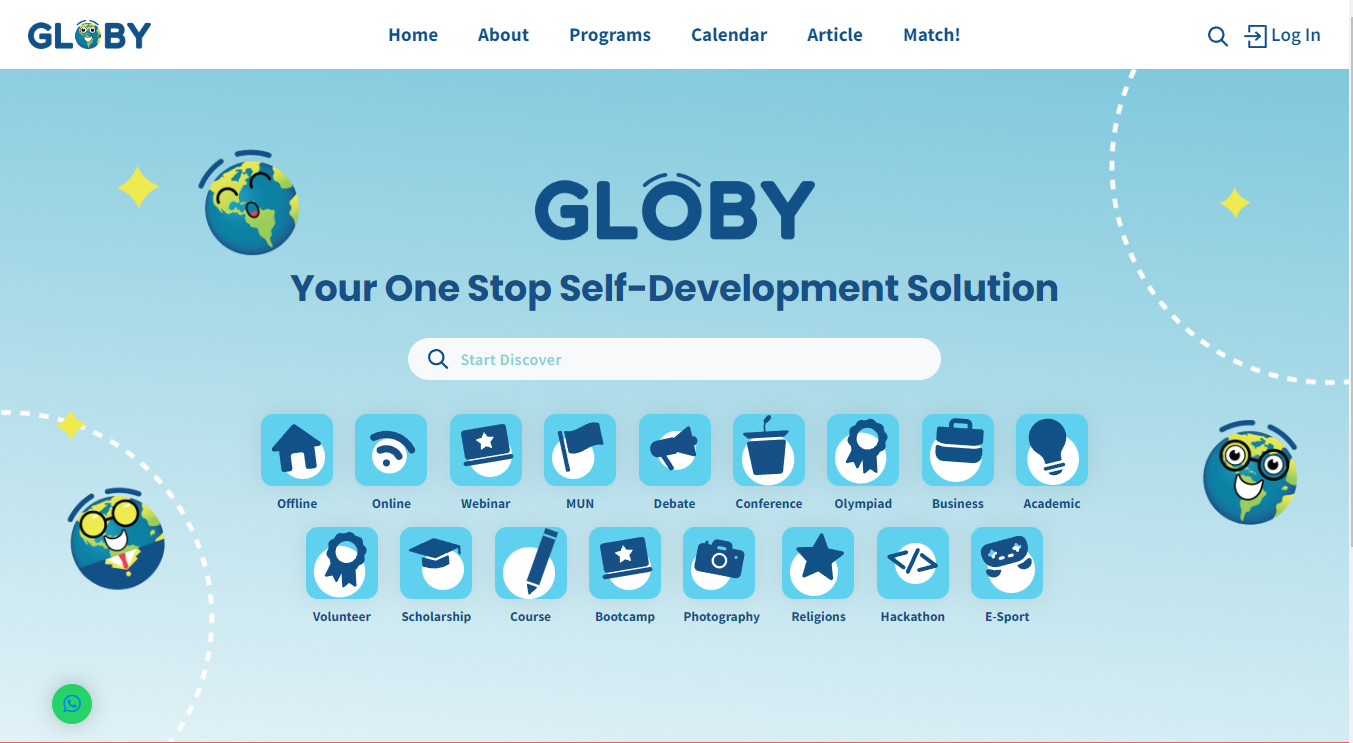 GLOBY
Home About Programs Calendar Article Match!
Log In
GLOBY
Your One Stop Self-Development Solution
Start Discover
Offline Online Webinar MUN Debate Conference Olympiad Business Academic
Volunteer Scholarship Course Bootcamp Photography Religions Hackathon E-Sport